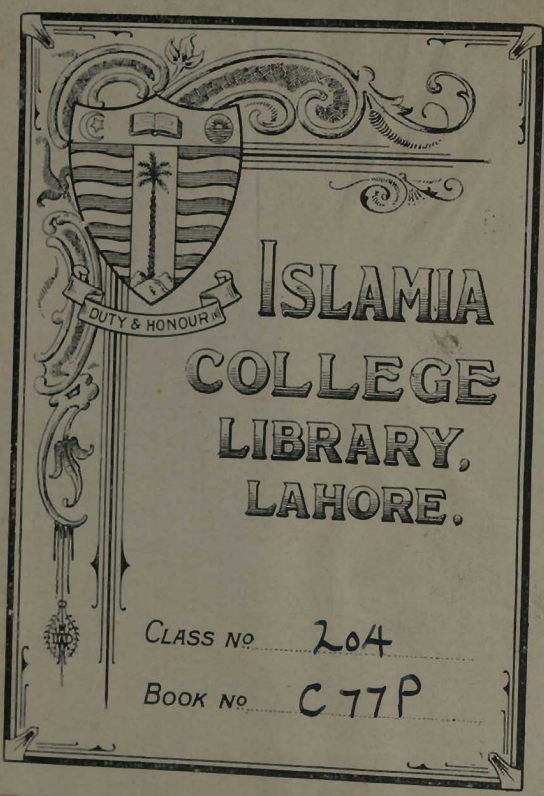 DUTY & HONOUR
ISLAMIA
COLLEGE
LIBRARY,
LAHORE.
CLASS Nº 204
BOOK Nº C77P